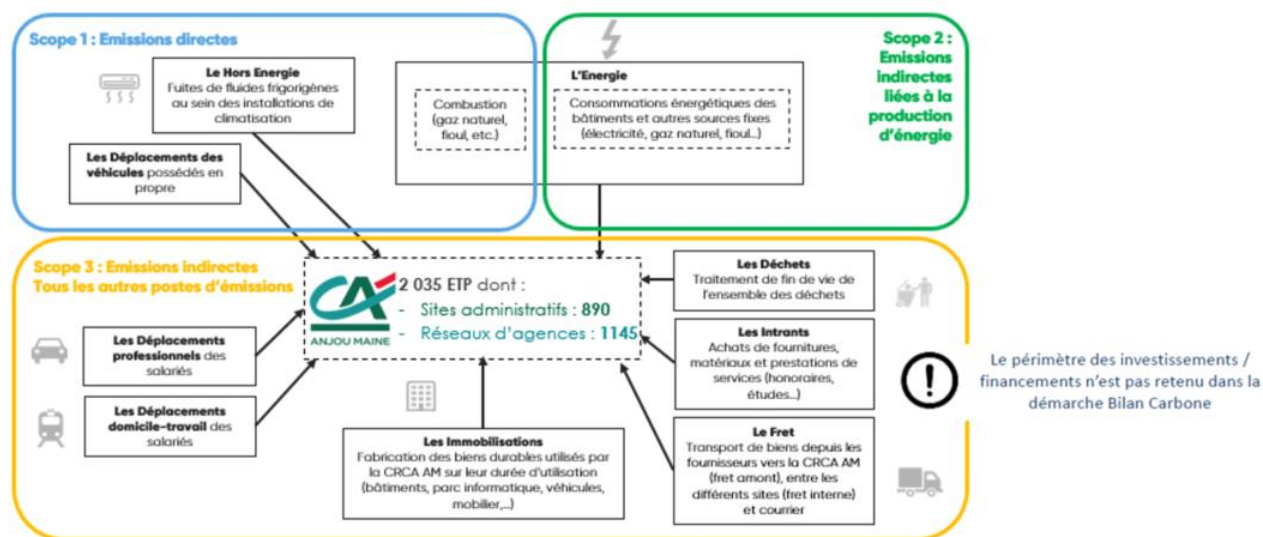 Scope 1 : Emissions directes
Le Hors Energie
Fuites de fluides frigorigènes
au sein des installations de
climatisation
Les Déplacements des
véhicules possédés en
propre
L'Energie
Combustion
(gaz naturel,
fioul, etc.)
Consommations énergétiques des
bâtiments et autres sources fixes
(électricité, gaz naturel, fioul...)
Scope 2 :
Emissions
indirectes
liées à la
production
d'énergie
Scope 3 : Emissions indirectes
Tous les autres postes d'émissions
ANJOU MAINE
2 035 ETP dont :
- Sites administratifs : 890
- Réseaux d'agences : 1145
Les Déplacements
professionnels des
salariés
Les Déplacements
domicile-travail des
salariés
Les Immobilisations
Fabrication des biens durables utilisés par
la CRCA AM sur leur durée d'utilisation
(bâtiments, parc informatique, véhicules,
mobilier,...)
Les Déchets
Traitement de fin de vie de
l'ensemble des déchets
Les Intrants
Achats de fournitures,
matériaux et prestations de
services (honoraires,
études...)
Le Fret
Transport de biens depuis les
fournisseurs vers la CRCA AM
(fret amont), entre les
différents sites (fret interne)
et courrier
Le périmètre des investissements /
financements n'est pas retenu dans la
démarche Bilan Carbone